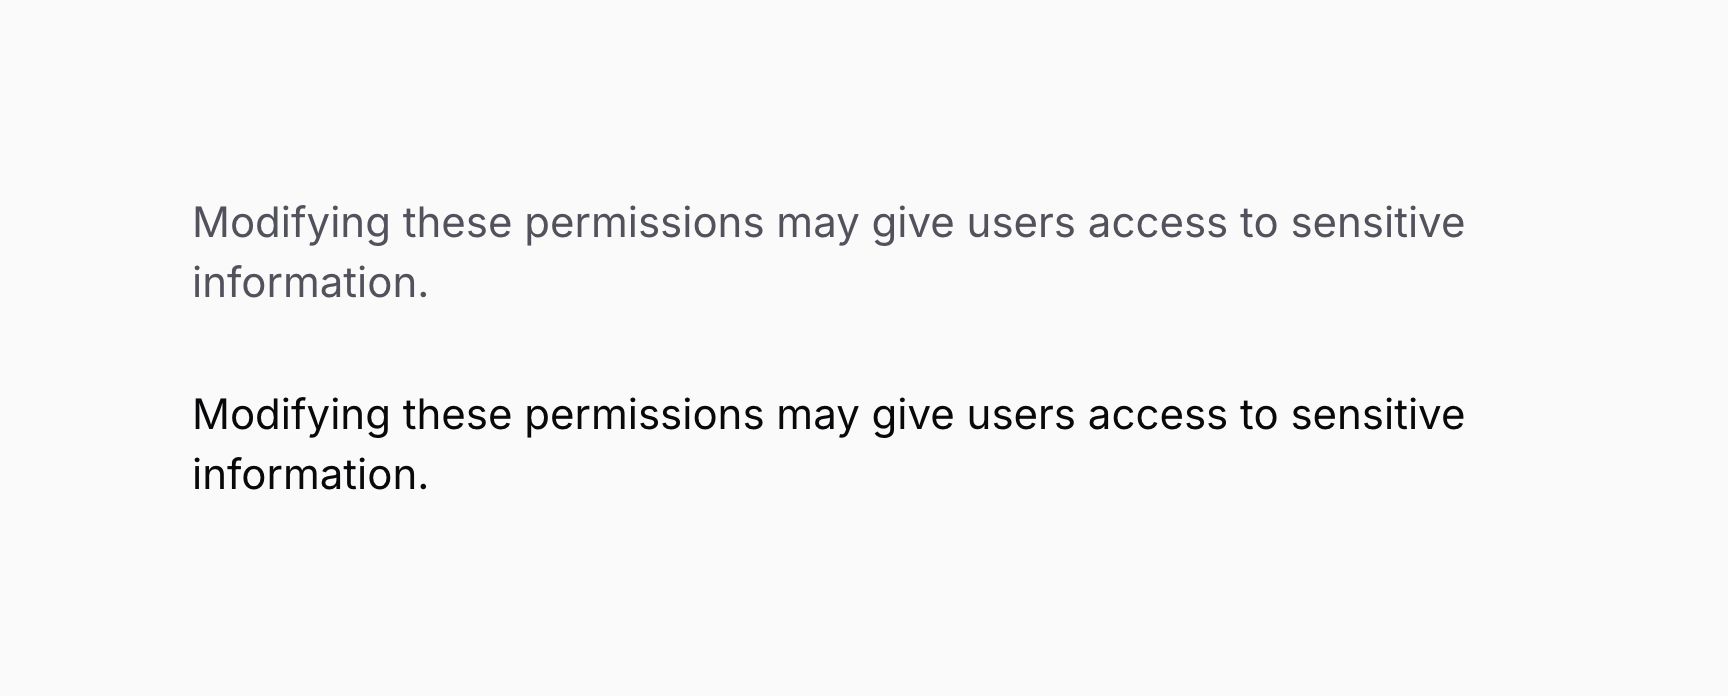 Modifying these permissions may give users access to sensitive
information.
Modifying these permissions may give users access to sensitive
information.